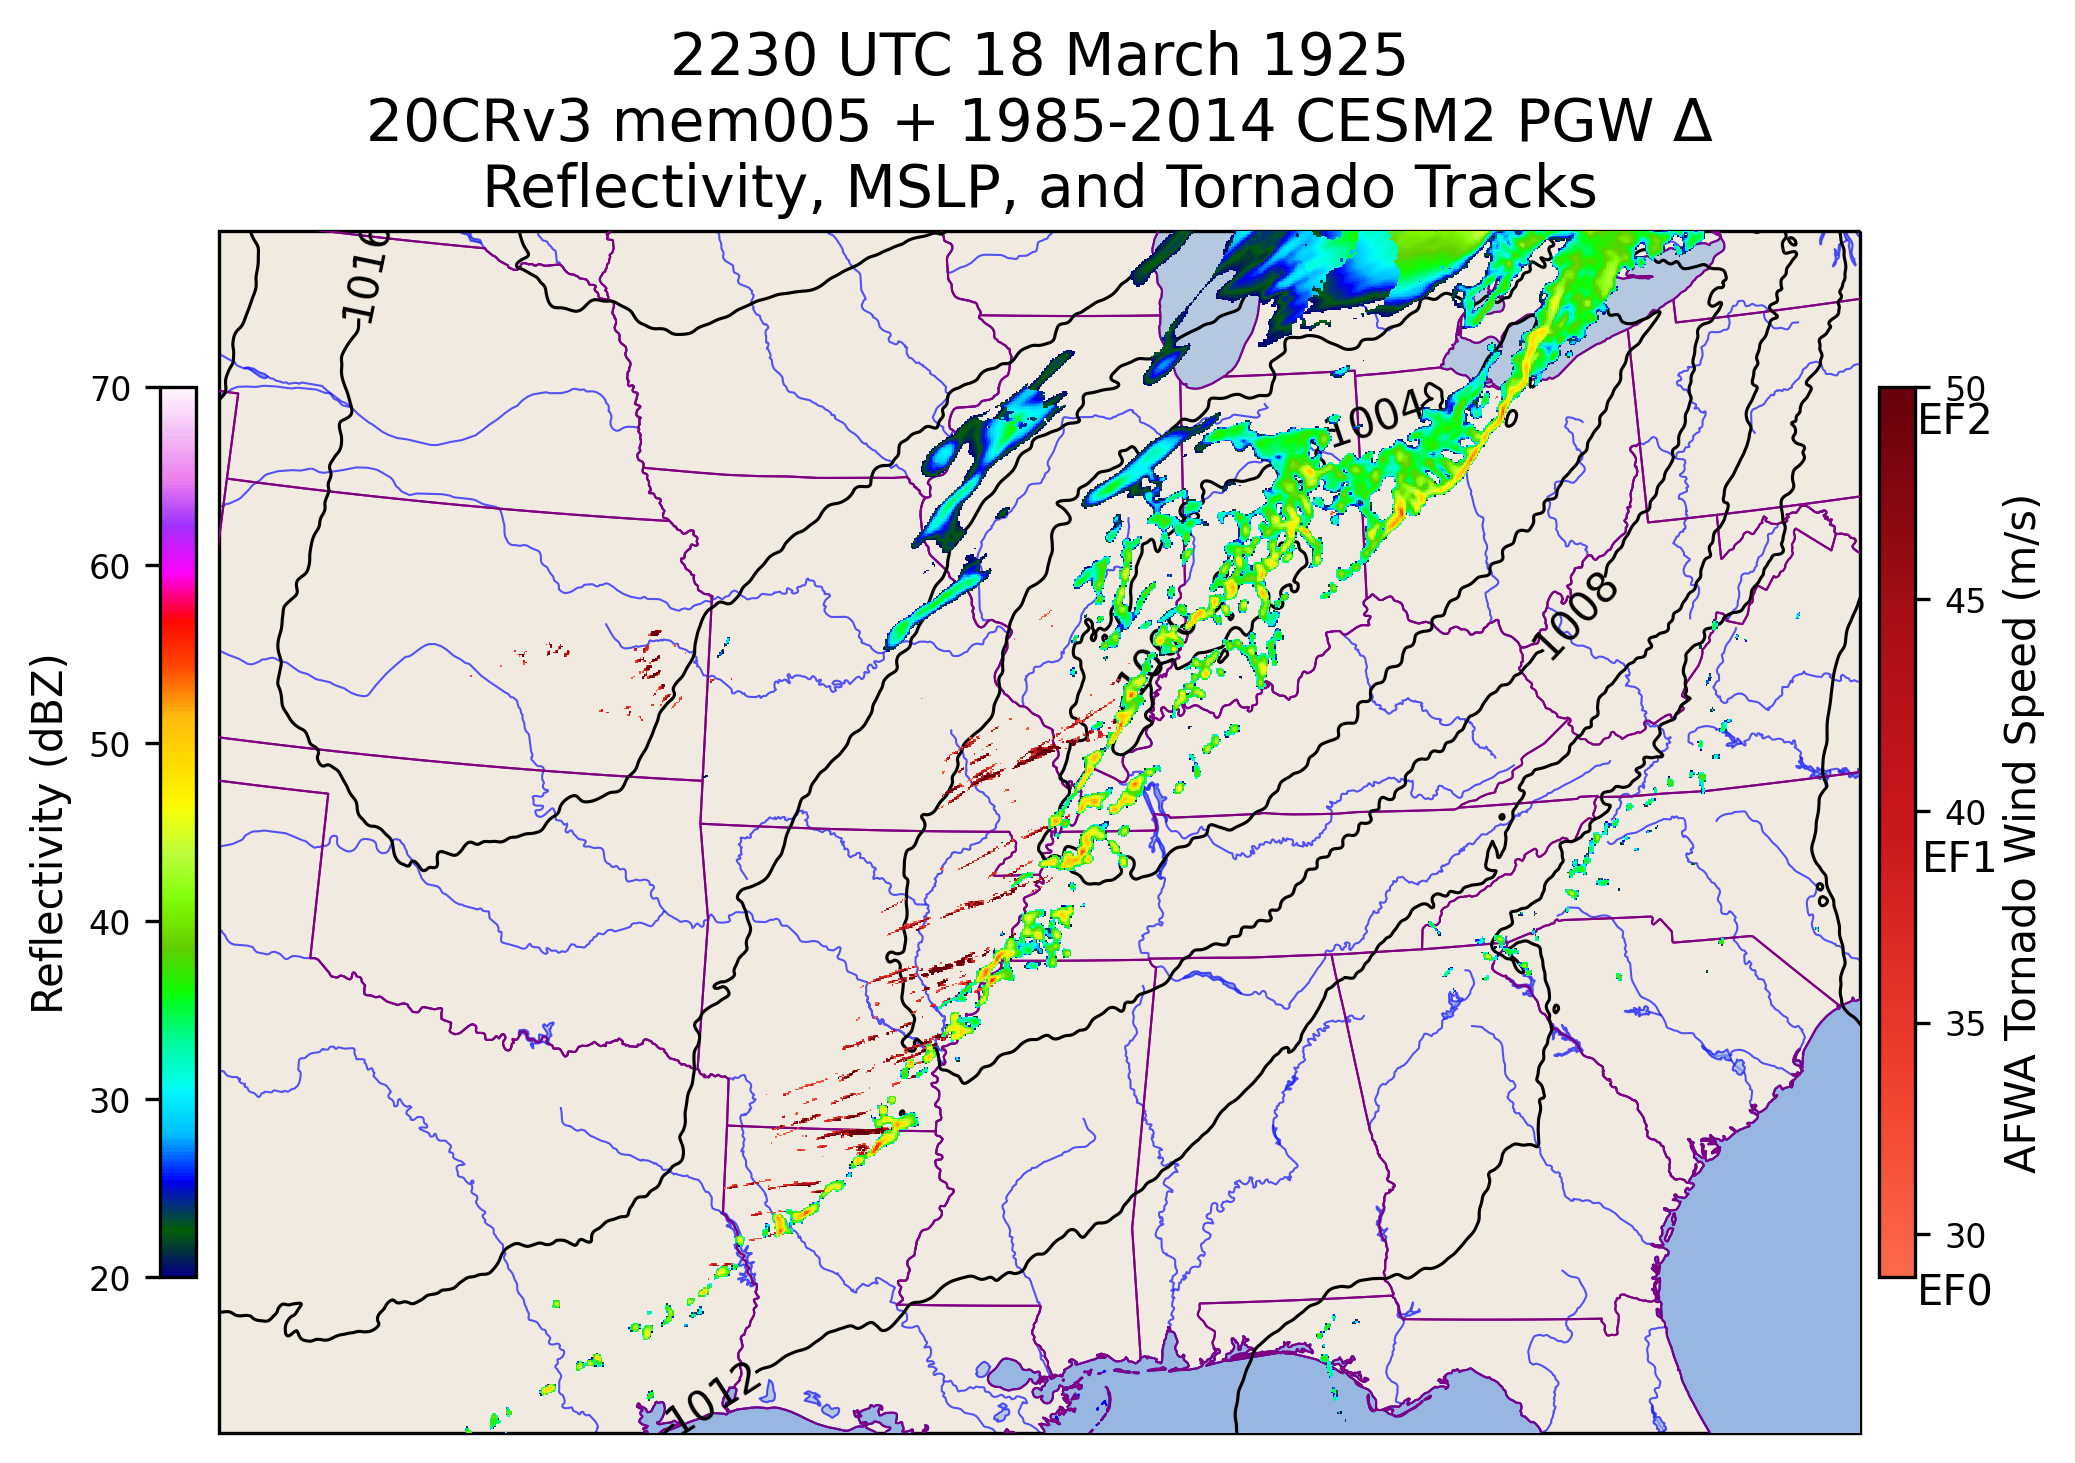 2230 UTC 18 March 1925
20CRv3 mem005 + 1985-2014 CESM2 PGW Δ
Reflectivity, MSLP, and Tornado Tracks
1016
1004
1008
1012
Reflectivity (dBZ)
70
60
50
40
30
20
50
EF2
45
40
EF1
35
30
EF0
AFWA Tornado Wind Speed (m/s)